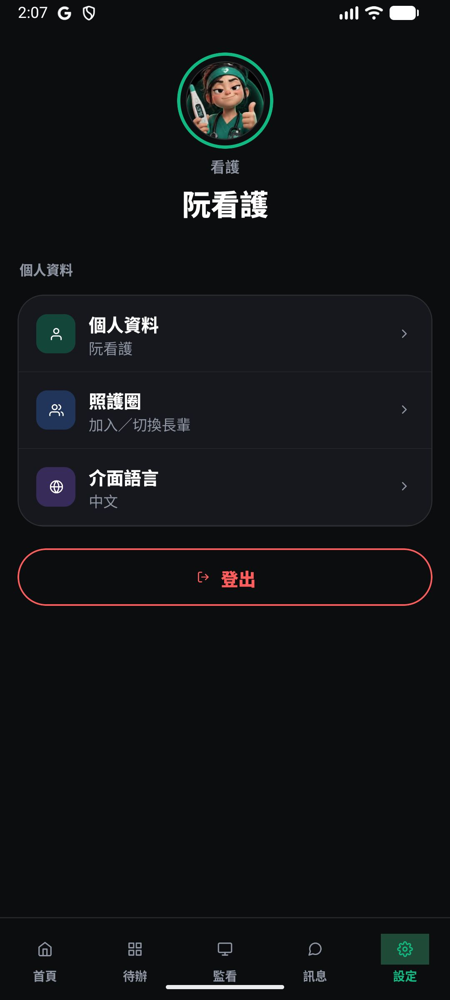 2:07
看護
阮看護
個人資料
個人資料
阮看護
照護圈
加入／切換長輩
介面語言
中文
登出
首頁
待辦
監看
訊息
設定